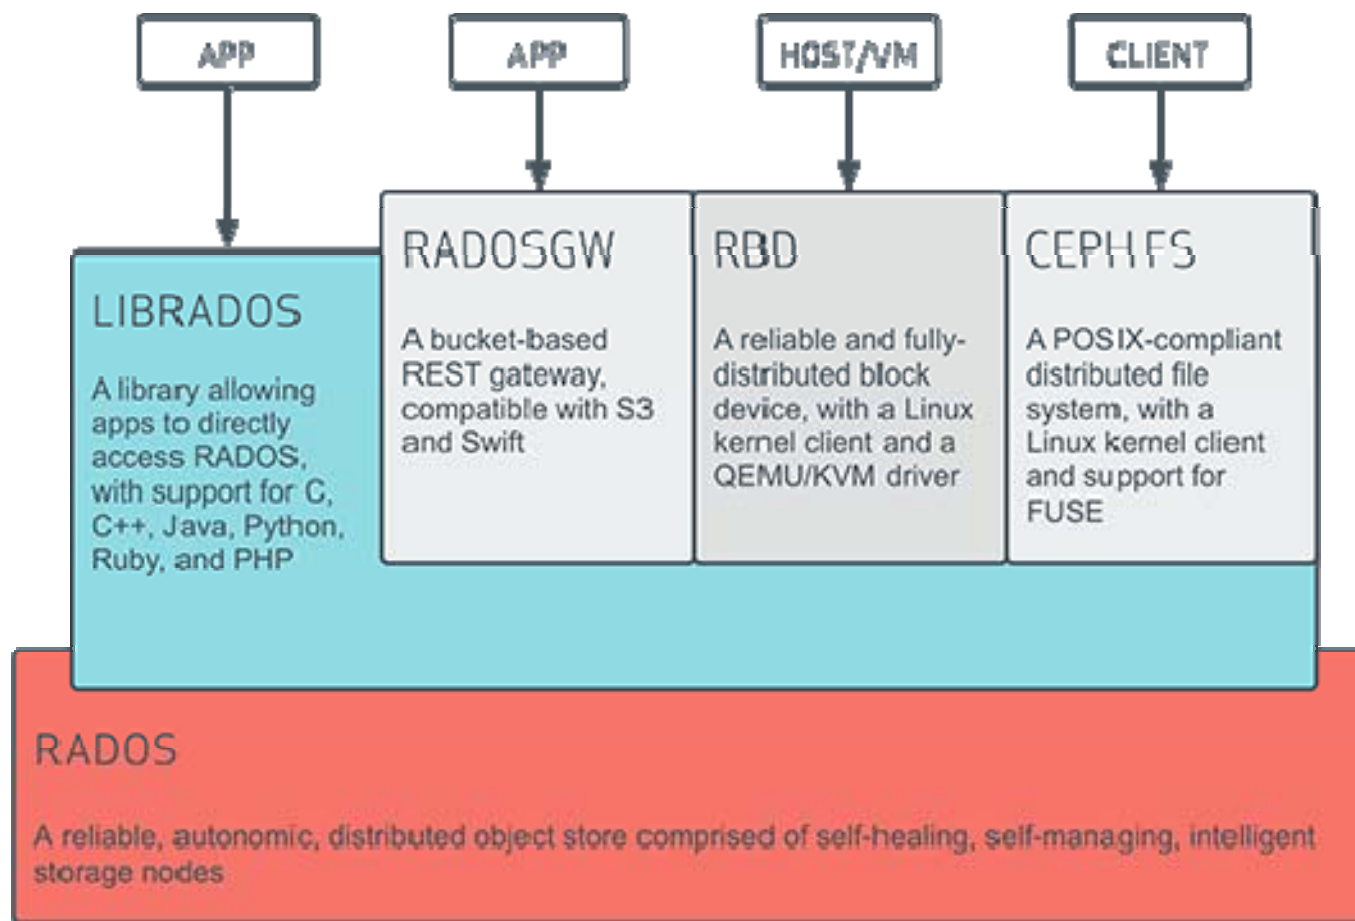 APP
APP
HOST/VM
CLIENT
LIBRADOS
A library allowing
apps to directly
access RADOS,
with support for C,
C++, Java, Python,
Ruby, and PHP
RADOSGW
A bucket-based
REST gateway,
compatible with S3
and Swift
RBD
A reliable and fully-
distributed block
device, with a Linux
kernel client and a
QEMU/KVM driver
CEPH FS
A POSIX-compliant
distributed file
system, with a
Linux kernel client
and support for
FUSE
RADOS
A reliable, autonomic, distributed object store comprised of self-healing, self-managing, intelligent
storage nodes